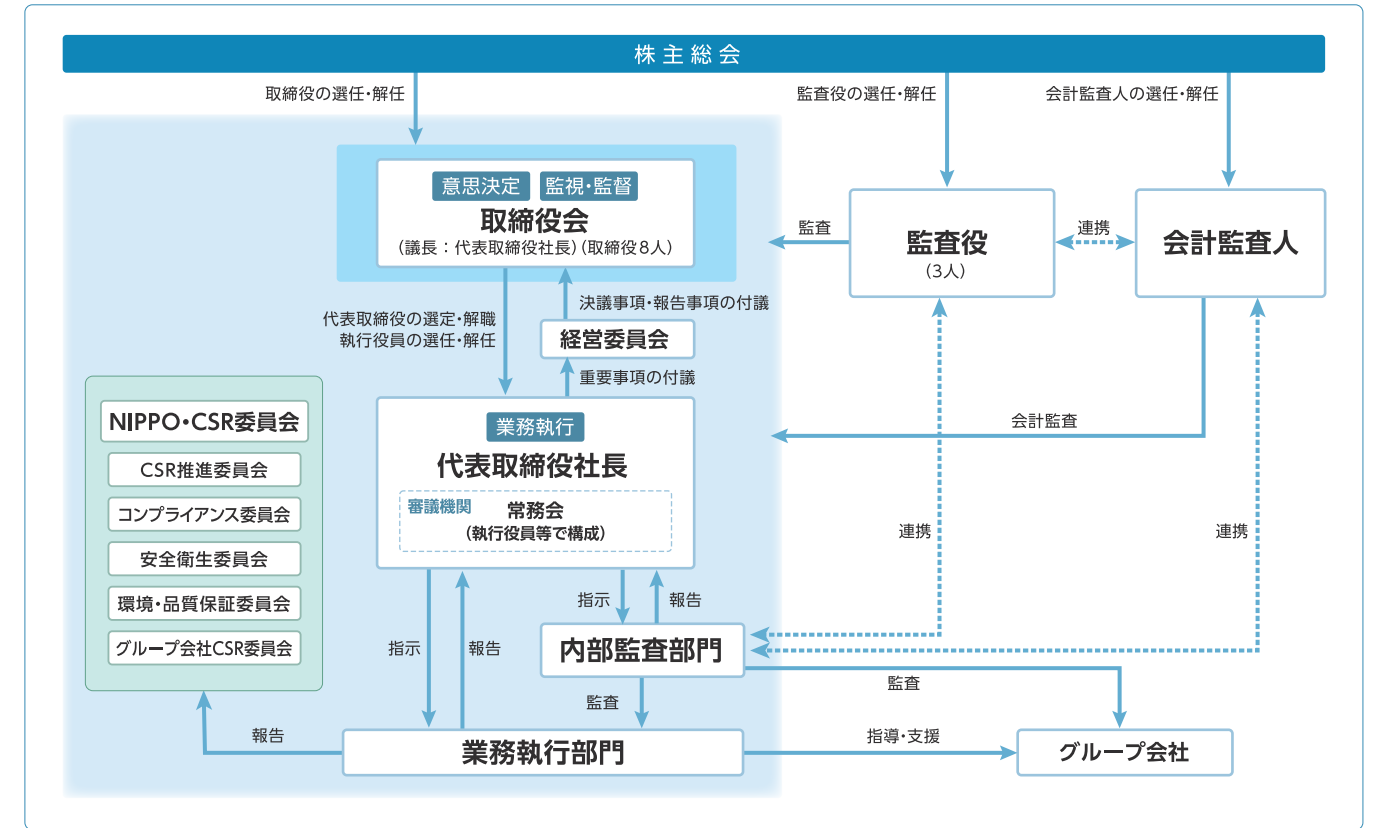 株主総会
取締役の選任・解任
監査役の選任・解任
会計監査人の選任・解任
意思決定
監視・監督
取締役会
(議長：代表取締役社長)(取締役8人)
監査
監査役
(3人)
連携
会計監査人
代表取締役の選定・解職
執行役員の選任・解任
決議事項・報告事項の付議
経営委員会
重要事項の付議
NIPPO・CSR委員会
CSR推進委員会
コンプライアンス委員会
安全衛生委員会
環境・品質保証委員会
グループ会社CSR委員会
業務執行
代表取締役社長
審議機関
常務会
(執行役員等で構成)
会計監査
連携
連携
指示
報告
指示
報告
内部監査部門
監査
監査
報告
業務執行部門
指導・支援
グループ会社